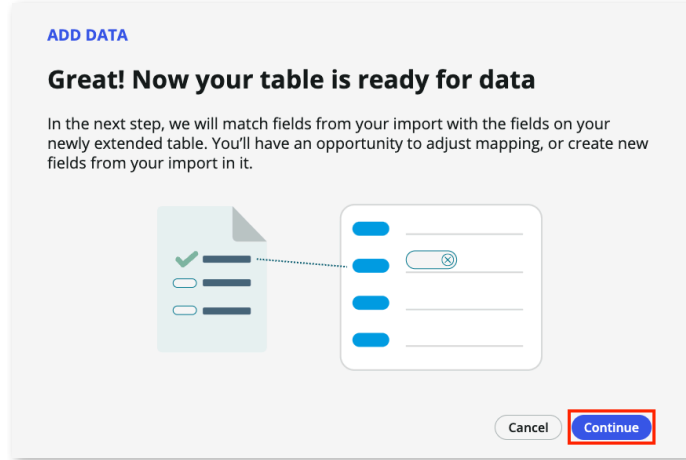 ADD DATA
Great! Now your table is ready for data
In the next step, we will match fields from your import with the fields on your
newly extended table. You’ll have an opportunity to adjust mapping, or create new
fields from your import in it.
Cancel
Continue